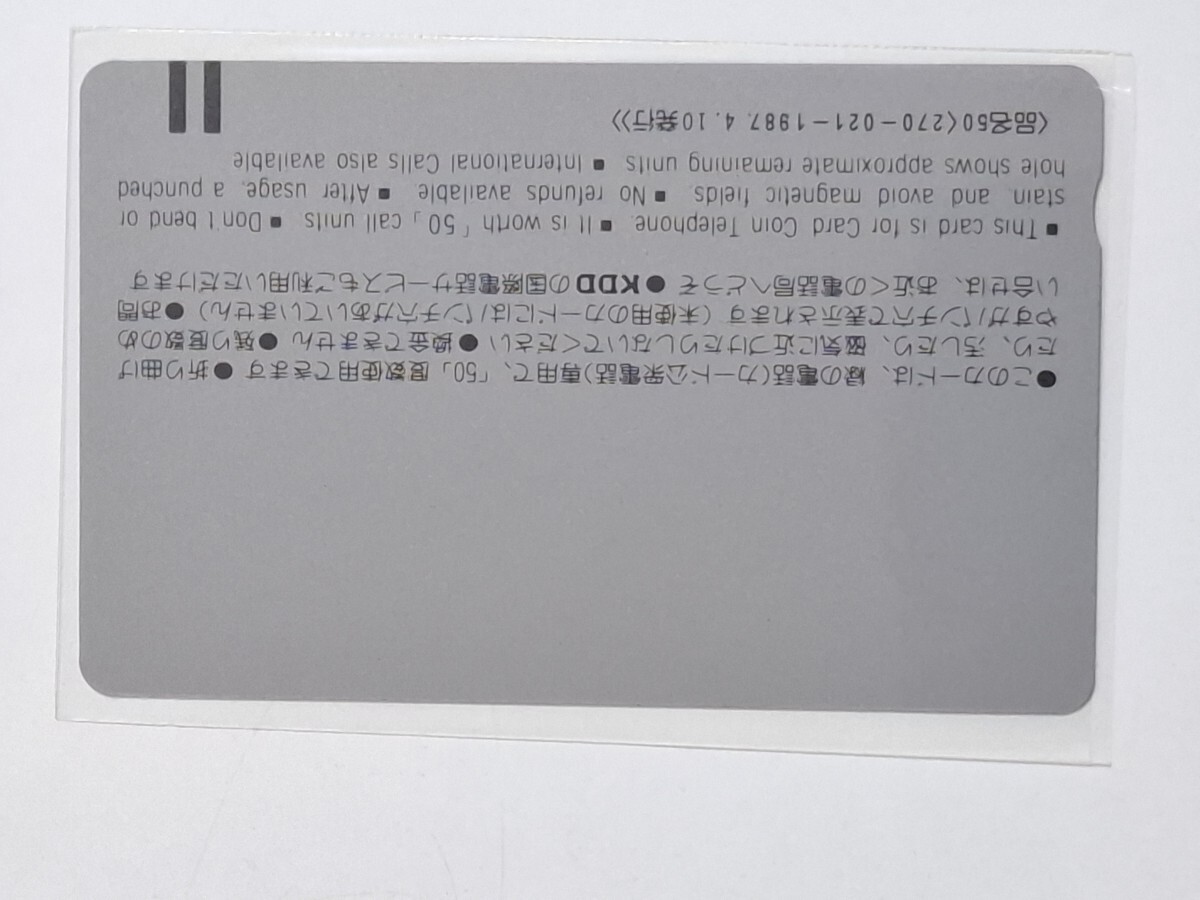 ●このカードは、緑の電話(カード公衆電話)専用で、「50」度数使用できます ●折り曲げ
たり、汚したり、磁気に近づけたりしないでください ●換金できません ●残り度数のめ
やすがパンチ穴で表示されます (未使用のカードにはパンチ穴があいていません) ●お問
い合せは、お近くの電話局へどうぞ ●KDDの国際電話サービスもご利用いただけます
■ This card is for Card Coin Telephone. ■ It is worth「50」call units. ■ Don't bend or
stain and avoid magnetic fields. ■ No refunds available. ■ After usage, a punched
hole shows approximate remaining units. ■ International Calls also available
〈品名50〈270-021-1987. 4. 10発行〉〉